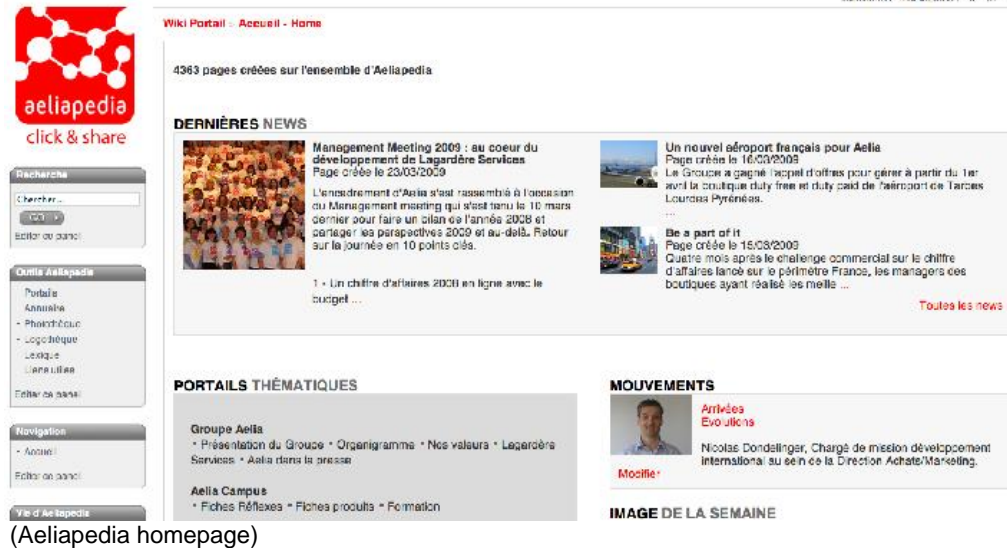 Wiki Portail » Accueil - Home
4363 pages créées sur l'ensemble d'Aeliapedia
aeliapedia
click & share
DERNIÈRES NEWS
Management Meeting 2009 : au coeur du
développement de Lagardère Services
Page créée le 23/03/2009
L'encadrement d'Aelia s'est rassemblé à l'occasion
du Management meeting qui s'est tenu le 10 mars
dernier pour faire un bilan de l'année 2008 et
partager les perspectives 2009 et au-delà. Retour
sur la journée en 10 points clés.
1 - Un chiffre d'affaires 2008 en ligne avec le
budget ...
Un nouvel aéroport français pour Aelia
Page créée le 16/03/2009
Le Groupe a gagné l'appel d'offres pour gérer à partir du 1er
avril la boutique duty free et duty paid de l'aéroport de Tarbes
Lourdes Pyrénées.
...
Be a part of it
Page créée le 15/03/2009
Quatre mois après le challenge commercial sur le chiffre
d'affaires lancé sur le périmètre France, les managers des
boutiques ayant réalisé les meille ...
Toutes les news
Recherche
Chercher...
GO
Editer ce panel
Outils Aeliapedia
Portails
Annuaire
- Photothèque
- Logothèque
Lexique
Liens utiles
Editer ce panel
Navigation
- Accueil
Editer ce panel
Vie d'Aeliapedia
PORTAILS THÉMATIQUES
Groupe Aelia
• Présentation du Groupe • Organigramme • Nos valeurs • Lagardère
Services • Aelia dans la presse
Aelia Campus
• Fiches Réflexes • Fiches produits • Formation
MOUVEMENTS
Arrivées
Evolutions
Nicolas Dondelinger, Chargé de mission développement
international au sein de la Direction Achats/Marketing.
Modifier
IMAGE DE LA SEMAINE
(Aeliapedia homepage)